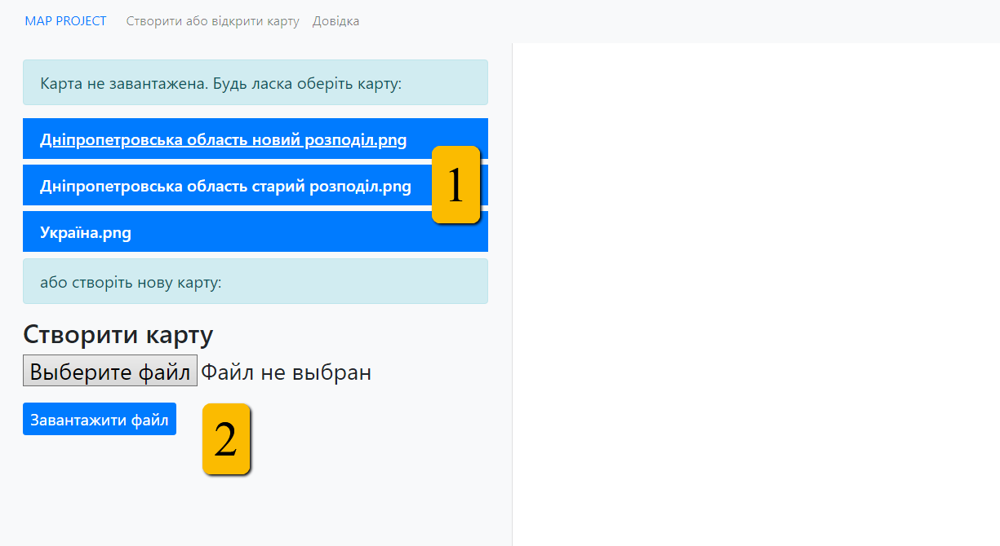 MAP PROJECT Створити або відкрити карту Довідка
Карта не завантажена. Будь ласка оберіть карту:
Дніпропетровська область новий розподіл.png
1
Дніпропетровська область старий розподіл.png
Україна.png
або створіть нову карту:
Створити карту
Выберите файл Файл не выбран
Завантажити файл
2